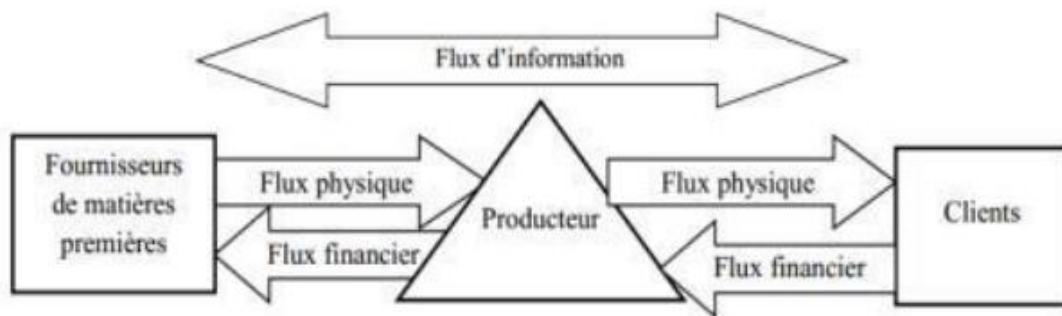 Flux d'information
Fournisseurs
de matières
premières
Flux physique
Flux financier
Producteur
Flux physique
Flux financier
Clients